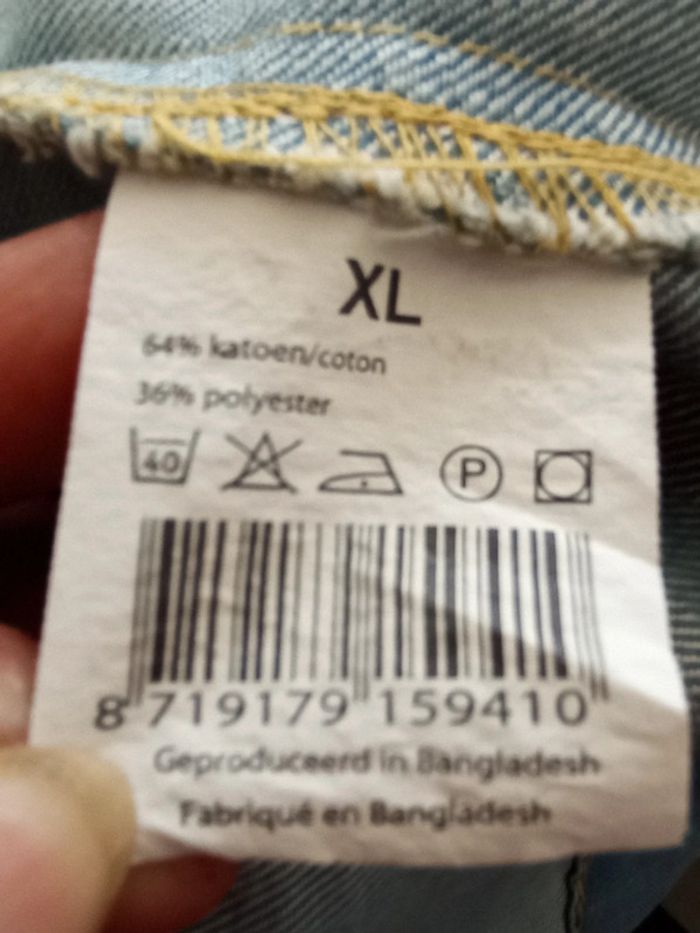 XL
64% katoen/coton
36% polyester
40 P
8 719179 159410
Geproduceerd in Bangladesh
Fabriqué en Bangladesh